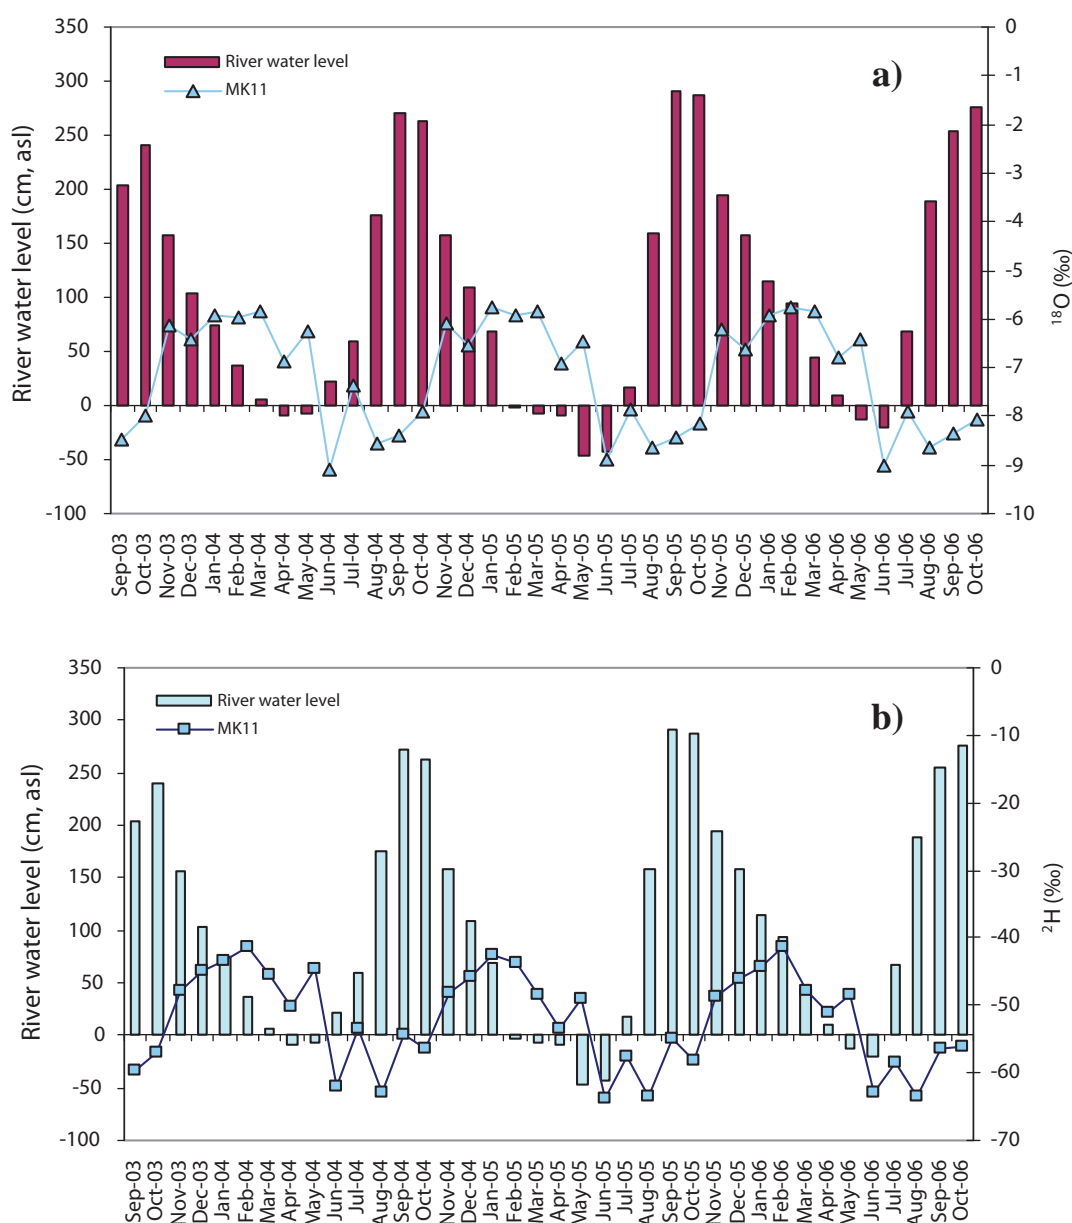 350
300
250
200
150
100
50
0
-50
-100
River water level (cm, asl)
River water level
MK11
a)
0
-1
-2
-3
-4
-5
-6
-7
-8
-9
-10
18O (‰)
Sep-03
Oct-03
Nov-03
Dec-03
Jan-04
Feb-04
Mar-04
Apr-04
May-04
Jun-04
Jul-04
Aug-04
Sep-04
Oct-04
Nov-04
Dec-04
Jan-05
Feb-05
Mar-05
Apr-05
May-05
Jun-05
Jul-05
Aug-05
Sep-05
Oct-05
Nov-05
Dec-05
Jan-06
Feb-06
Mar-06
Apr-06
May-06
Jun-06
Jul-06
Aug-06
Sep-06
Oct-06
350
300
250
200
150
100
50
0
-50
-100
River water level (cm, asl)
River water level
MK11
b)
0
-10
-20
-30
-40
-50
-60
-70
2H (‰)
Sep-03
Oct-03
Nov-03
Dec-03
Jan-04
Feb-04
Mar-04
Apr-04
May-04
Jun-04
Jul-04
Aug-04
Sep-04
Oct-04
Nov-04
Dec-04
Jan-05
Feb-05
Mar-05
Apr-05
May-05
Jun-05
Jul-05
Aug-05
Sep-05
Oct-05
Nov-05
Dec-05
Jan-06
Feb-06
Mar-06
Apr-06
May-06
Jun-06
Jul-06
Aug-06
Sep-06
Oct-06